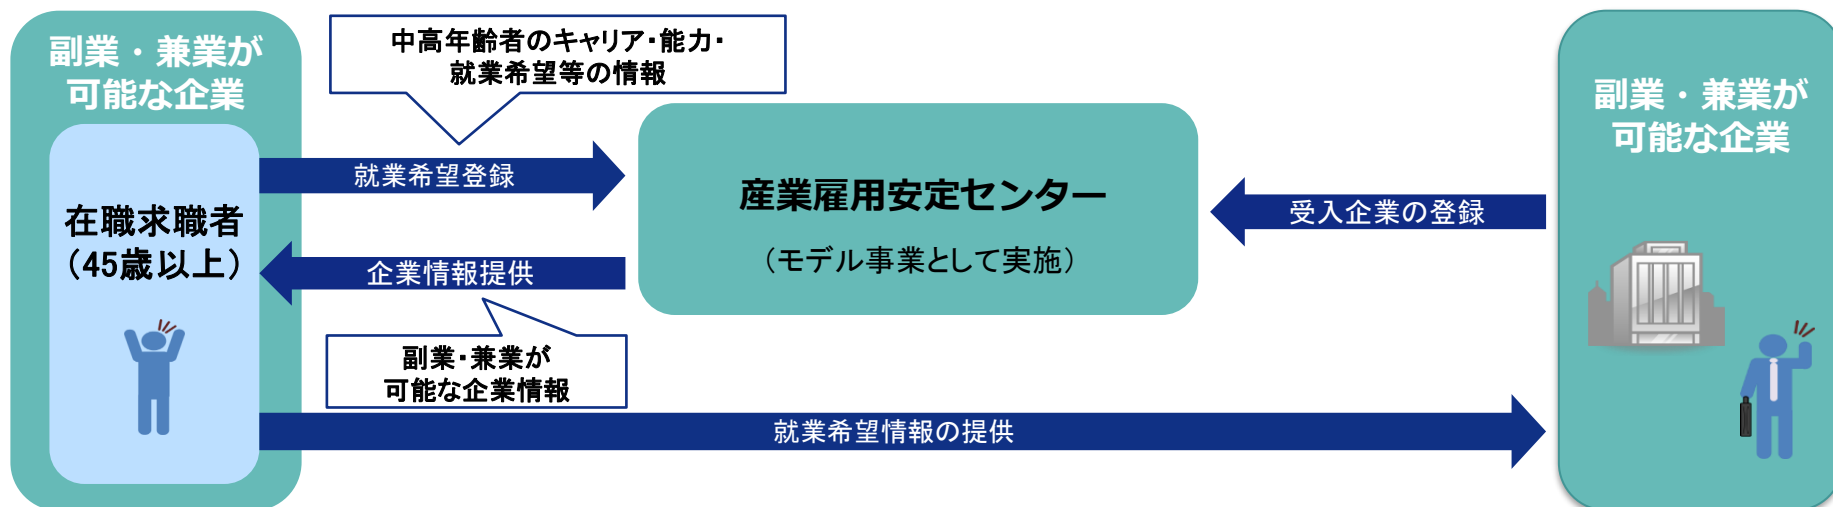 副業・兼業が
可能な企業
在職求職者
（45歳以上）
中高年齢者のキャリア・能力・
就業希望等の情報
就業希望登録
企業情報提供
副業・兼業が
可能な企業情報
産業雇用安定センター
（モデル事業として実施）
受入企業の登録
副業・兼業が
可能な企業
就業希望情報の提供